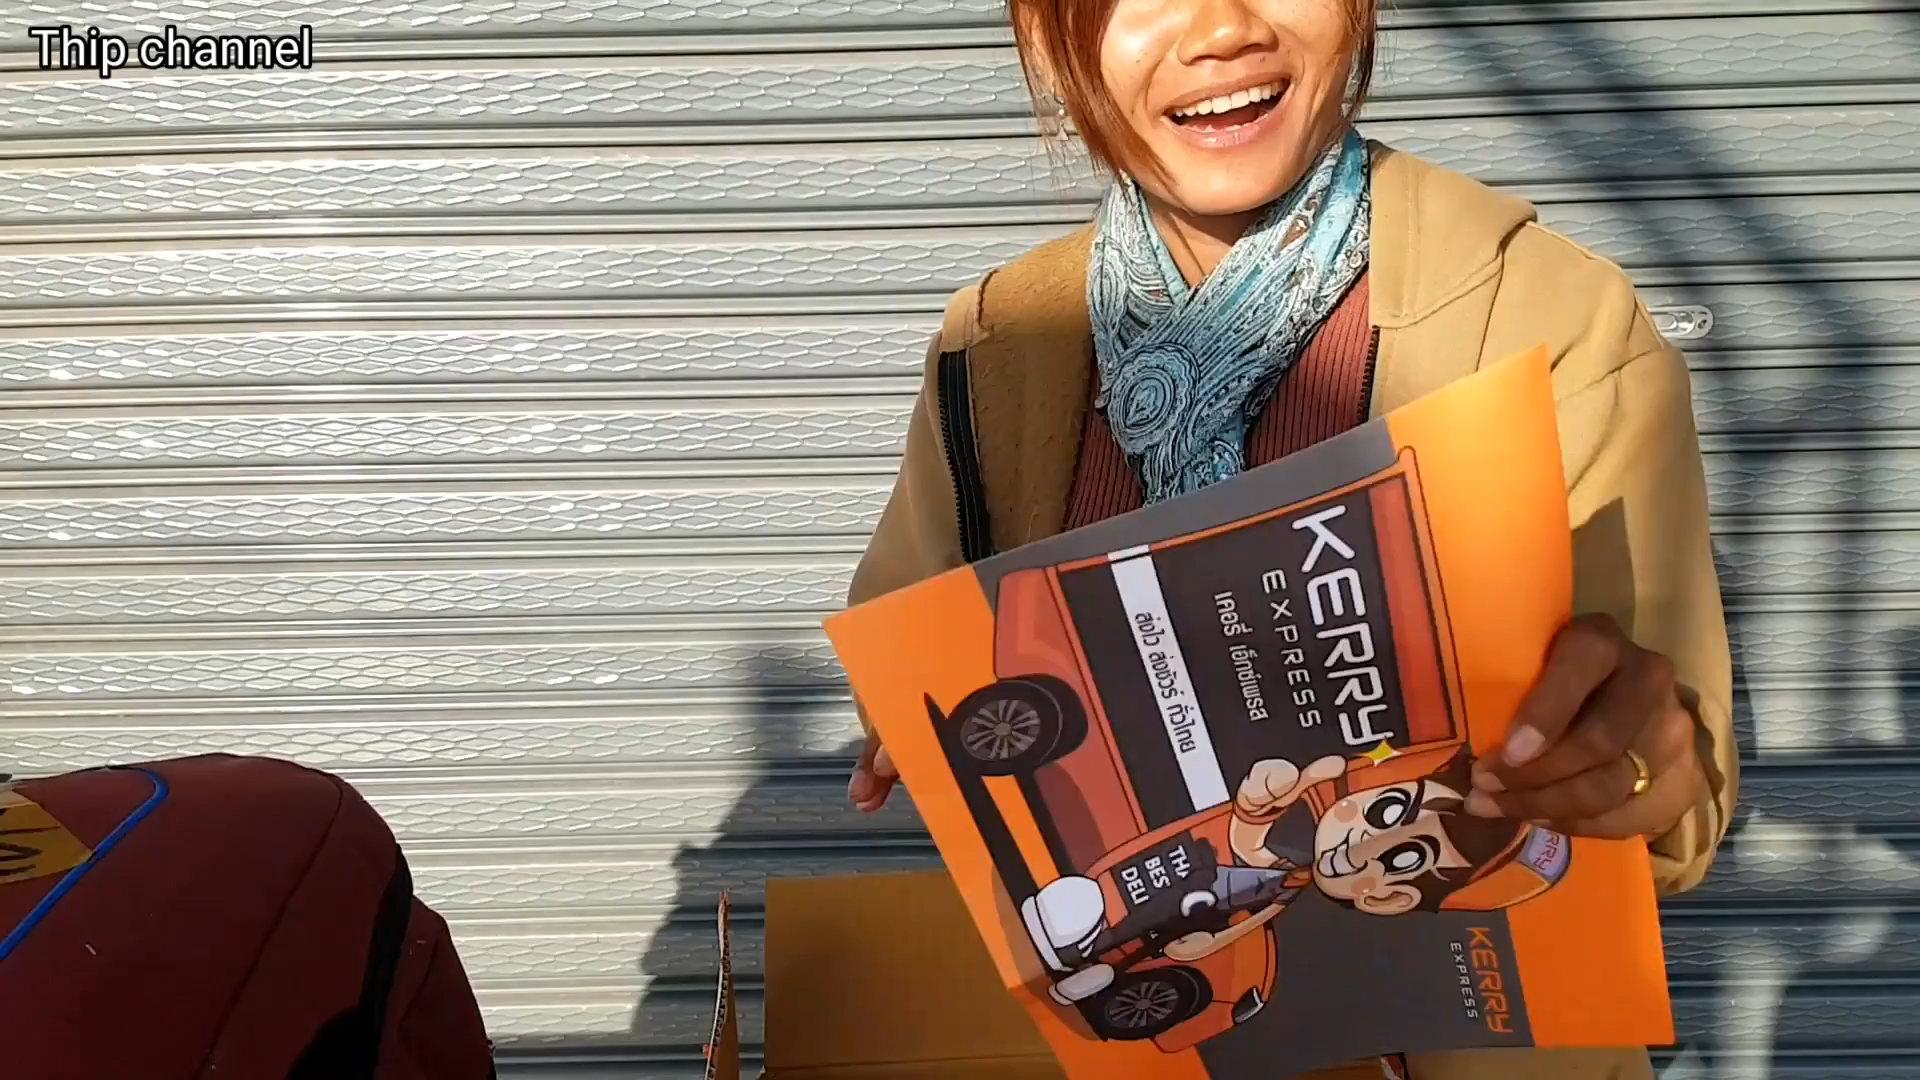 Thip channel
KERRY
EXPRESS
เคอรี่ เอ็กซ์เพรส
ส่งไว ส่งชัวร์ ทั่วไทย
THE
BES
DELI
KERRY
EXPRESS